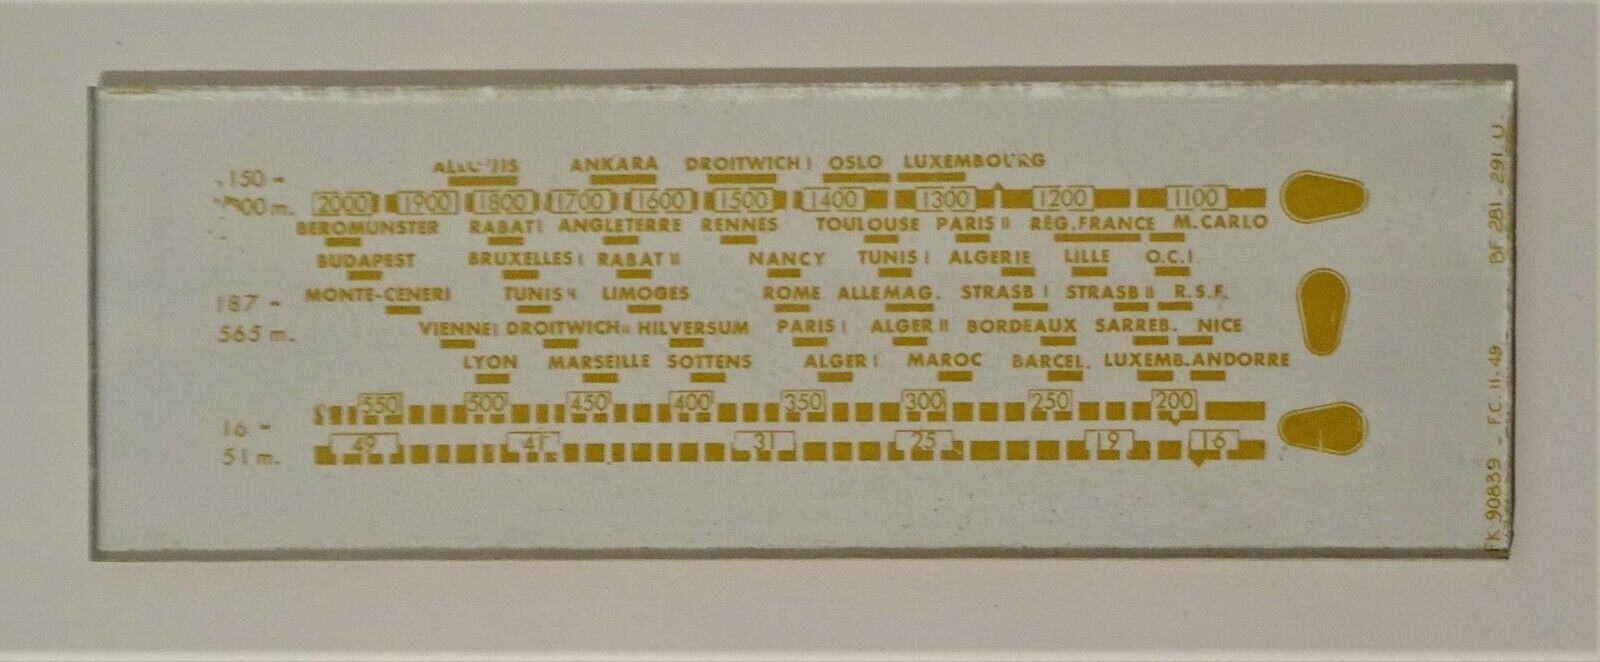 ANKARA DROITWICH I OSLO LUXEMBOURG
150 -
2000 1900 1800 1700 1600 1500 1400 1300 1200 1100
m.
BEROMUNSTER RABAT I ANGLETERRE RENNES TOULOUSE PARIS II RÉG.FRANCE M.CARLO
BUDAPEST BRUXELLES I RABAT II NANCY TUNIS I ALGERIE LILLE O.C.I.
MONTE-CENERI TUNIS LIMOGES ROME ALLEMAG. STRASB I STRASB II R.S.F.
187 -
565 m.
VIENNE I DROITWICH II HILVERSUM PARIS I ALGER II BORDEAUX SARREB. NICE
LYON MARSEILLE SOTTENS ALGER I MAROC BARCEL. LUXEMB. ANDORRE
550 500 450 400 350 300 250 200
16 -
51 m.
49 41 31 25 19 16
FK 90839 - FC.11.49 BF 281-291 U.